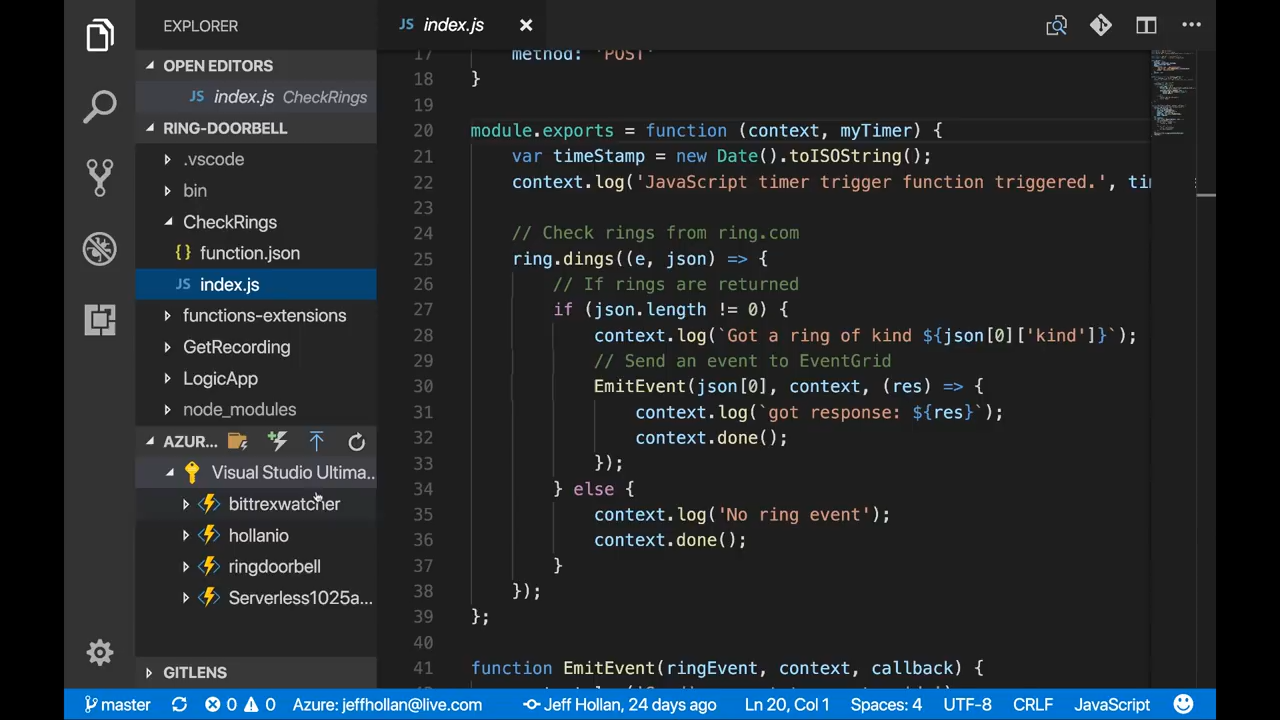 EXPLORER
OPEN EDITORS
JS index.js CheckRings
RING-DOORBELL
.vscode
bin
CheckRings
{} function.json
JS index.js
functions-extensions
GetRecording
LogicApp
node_modules
AZUR...
Visual Studio Ultima..
bittrexwatcher
hollanio
ringdoorbell
Serverless1025a...
GITLENS
JS index.js
17 method: 'POST'
18 }
19
20 module.exports = function (context, myTimer) {
21 var timeStamp = new Date().toISOString();
22 context.log('JavaScript timer trigger function triggered.', ti
23
24 // Check rings from ring.com
25 ring.dings((e, json) => {
26 // If rings are returned
27 if (json.length != 0) {
28 context.log(`Got a ring of kind ${json[0]['kind']}`);
29 // Send an event to EventGrid
30 EmitEvent(json[0], context, (res) => {
31 context.log(`got response: ${res}`);
32 context.done();
33 });
34 } else {
35 context.log('No ring event');
36 context.done();
37 }
38 });
39 };
40
41 function EmitEvent(ringEvent, context, callback) {
master 0 0 Azure: jeffhollan@live.com Jeff Hollan, 24 days ago Ln 20, Col 1 Spaces: 4 UTF-8 CRLF JavaScript